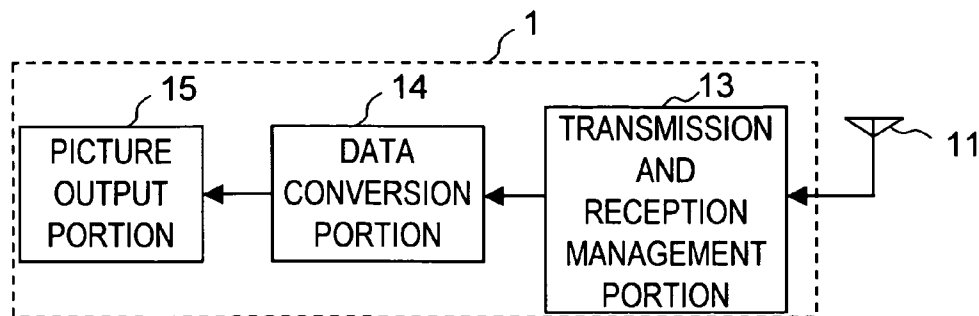 1
15
14
13
11
PICTURE
OUTPUT
PORTION
DATA
CONVERSION
PORTION
TRANSMISSION
AND
RECEPTION
MANAGEMENT
PORTION